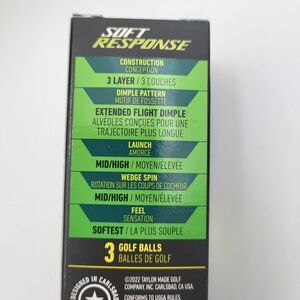 SOFT
RESPONSE
CONSTRUCTION
CONCEPTION
3 LAYER / 3 COUCHES
DIMPLE PATTERN
MOTIF DE FOSSETTE
EXTENDED FLIGHT DIMPLE
ALVÉOLES CONÇUES POUR UNE
TRAJECTOIRE PLUS LONGUE
LAUNCH
AMORCE
MID/HIGH / MOYEN/ÉLEVÉE
WEDGE SPIN
ROTATION SUR LES COUPS DE COCHEUR
MID/HIGH / MOYEN/ÉLEVÉE
FEEL
SENSATION
SOFTEST / LA PLUS SOUPLE
3 GOLF BALLS
BALLES DE GOLF
DESIGNED IN CARLSBAD
©2022 TAYLOR MADE GOLF
COMPANY, INC. CARLSBAD, CA USA.
CONFORMS TO USGA RULES.